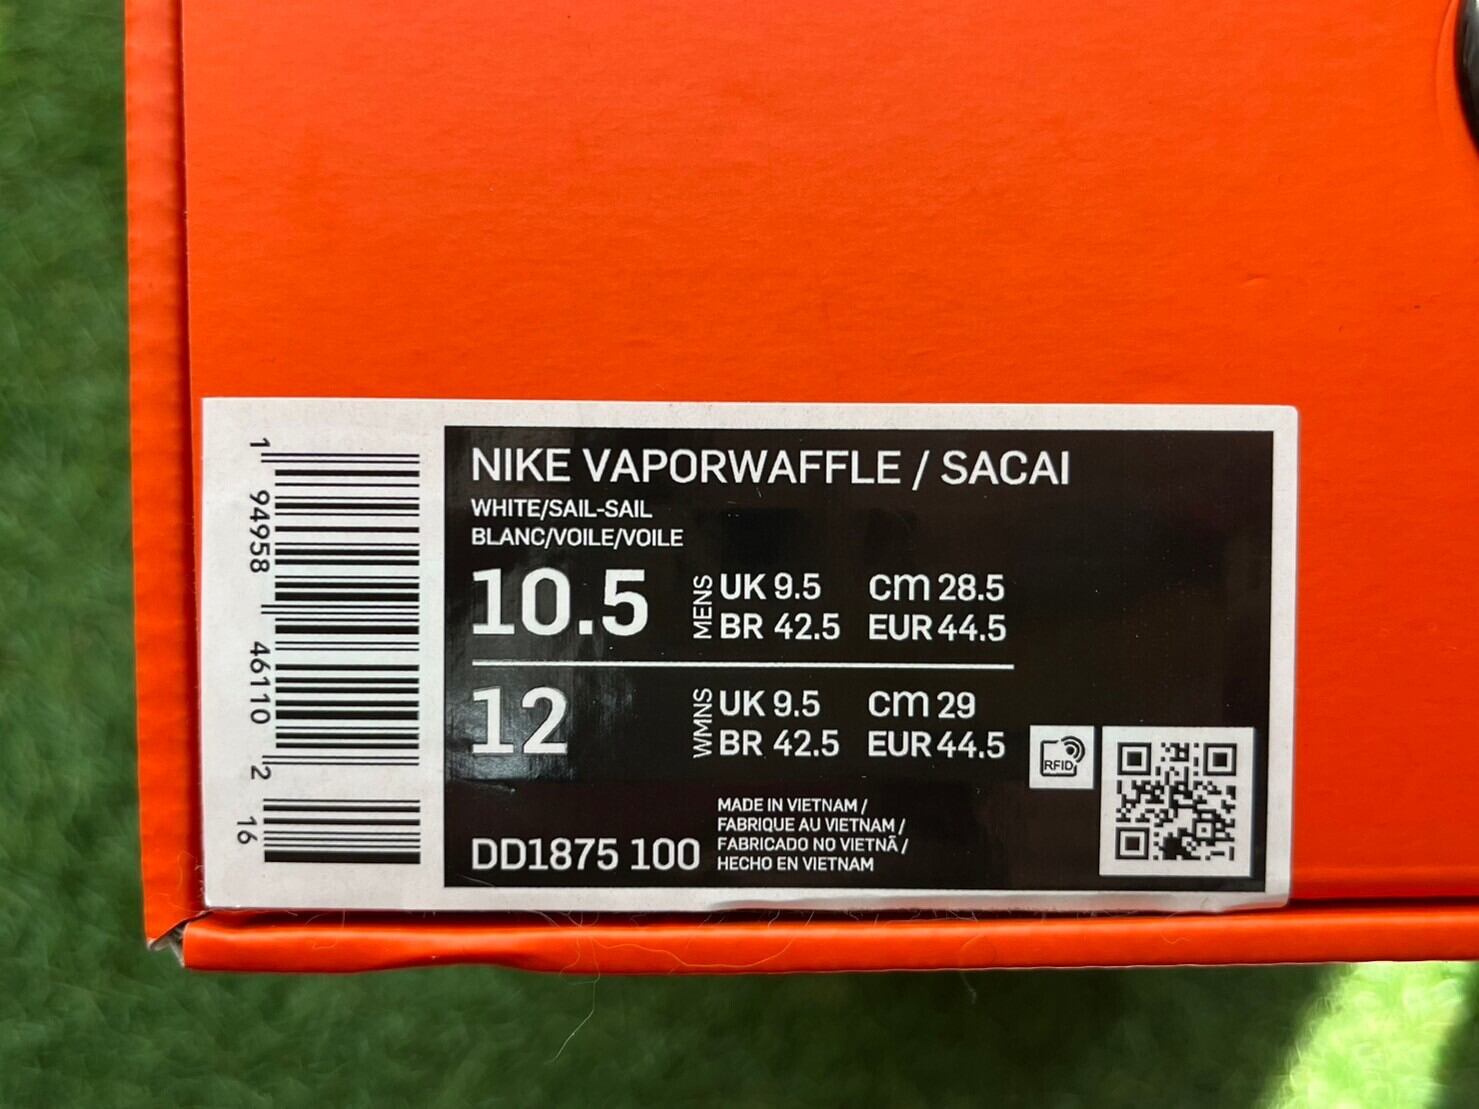 1 94958 46110 2 16
NIKE VAPORWAFFLE / SACAI
WHITE/SAIL-SAIL
BLANC/VOILE/VOILE
10.5 MENS UK 9.5 cm 28.5
BR 42.5 EUR 44.5
12 WMNS UK 9.5 cm 29
BR 42.5 EUR 44.5
RFID
MADE IN VIETNAM /
FABRIQUE AU VIETNAM /
FABRICADO NO VIETNÃ /
HECHO EN VIETNAM
DD1875 100